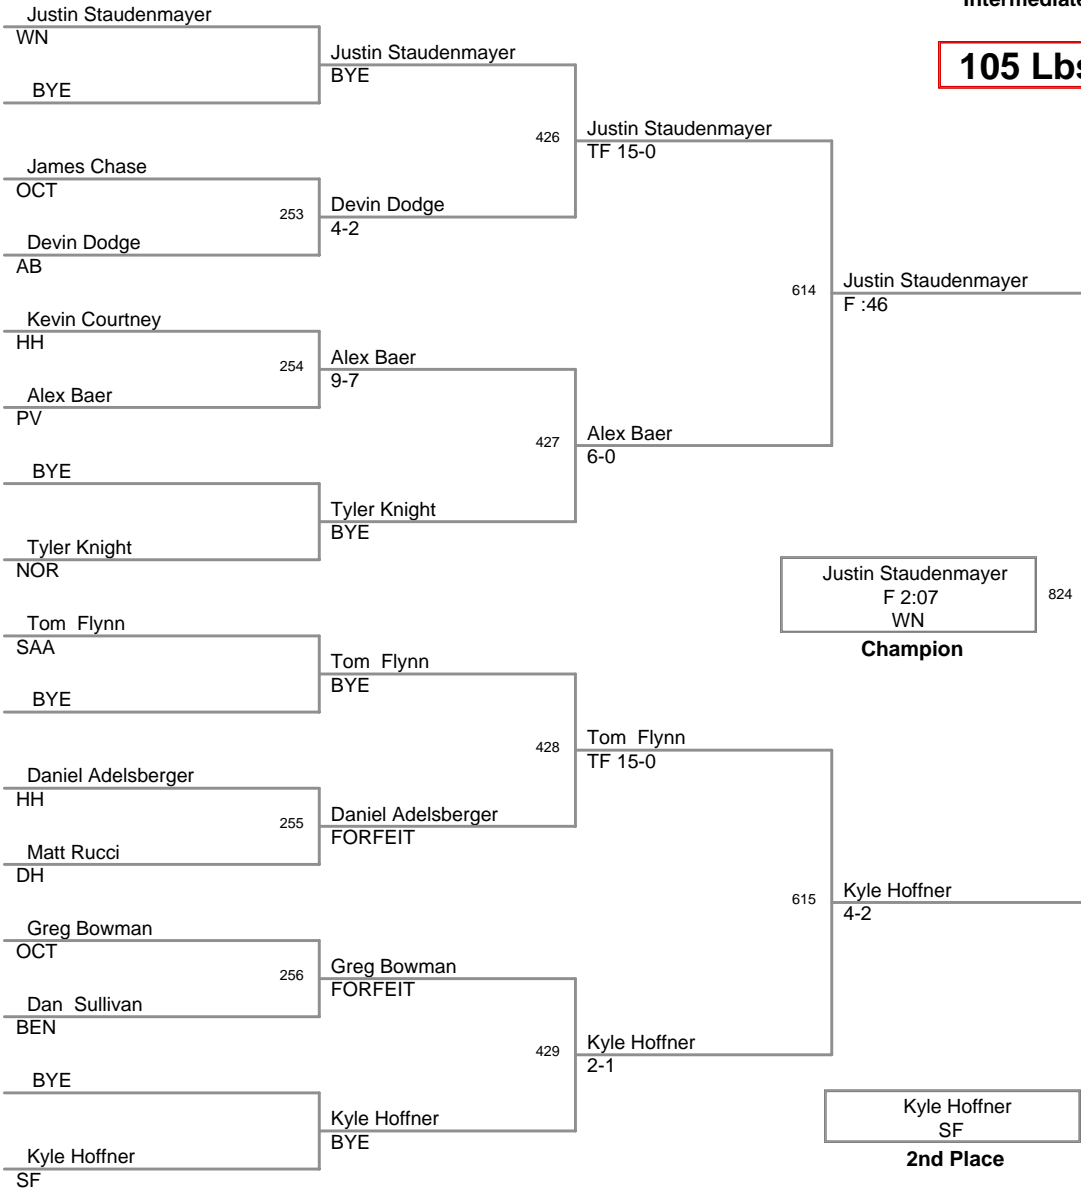 Justin Staudenmayer
WN
BYE
James Chase
OCT
Devin Dodge
AB
Kevin Courtney
HH
Alex Baer
PV
BYE
Tyler Knight
NOR
Tom Flynn
SAA
BYE
Daniel Adelsberger
HH
Matt Rucci
DH
Greg Bowman
OCT
Dan Sullivan
BEN
BYE
Kyle Hoffner
SF
Justin Staudenmayer
BYE
253
Devin Dodge
4-2
254
Alex Baer
9-7
Tyler Knight
BYE
Tom Flynn
BYE
255
Daniel Adelsberger
FORFEIT
256
Greg Bowman
FORFEIT
Kyle Hoffner
BYE
426
Justin Staudenmayer
TF 15-0
427
Alex Baer
6-0
428
Tom Flynn
TF 15-0
429
Kyle Hoffner
2-1
614
Justin Staudenmayer
F :46
615
Kyle Hoffner
4-2
Intermediate
105 Lbs
Justin Staudenmayer
F 2:07
WN
824
Champion
Kyle Hoffner
SF
2nd Place